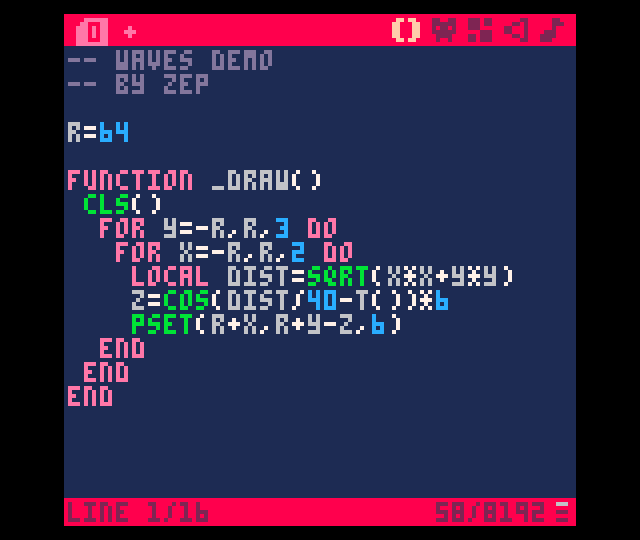 0 +
-- WAVES DEMO
-- BY ZEP

R=64

FUNCTION _DRAW()
 CLS()
  FOR Y=-R,R,3 DO
   FOR X=-R,R,2 DO
    LOCAL DIST=SQRT(X*X+Y*Y)
    Z=COS(DIST/40-T())*6
    PSET(R+X,R+Y-Z,6)
  END
 END
END
LINE 1/16 58/8192